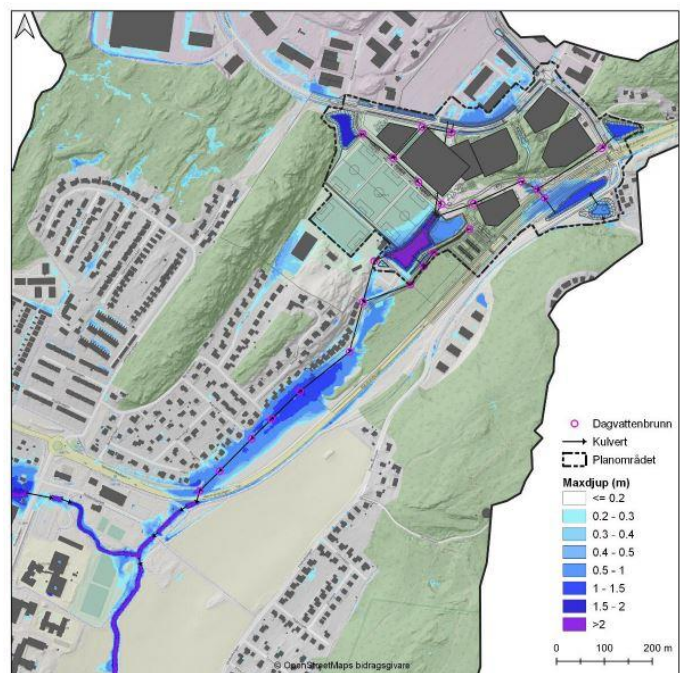 Dagvattenbrunn
Kulvert
Planområdet
Maxdjup (m)
<= 0.2
0.2 - 0.3
0.3 - 0.4
0.4 - 0.5
0.5 - 1
1 - 1.5
1.5 - 2
>2
0 100 200 m
© OpenStreetMaps bidragsgivare